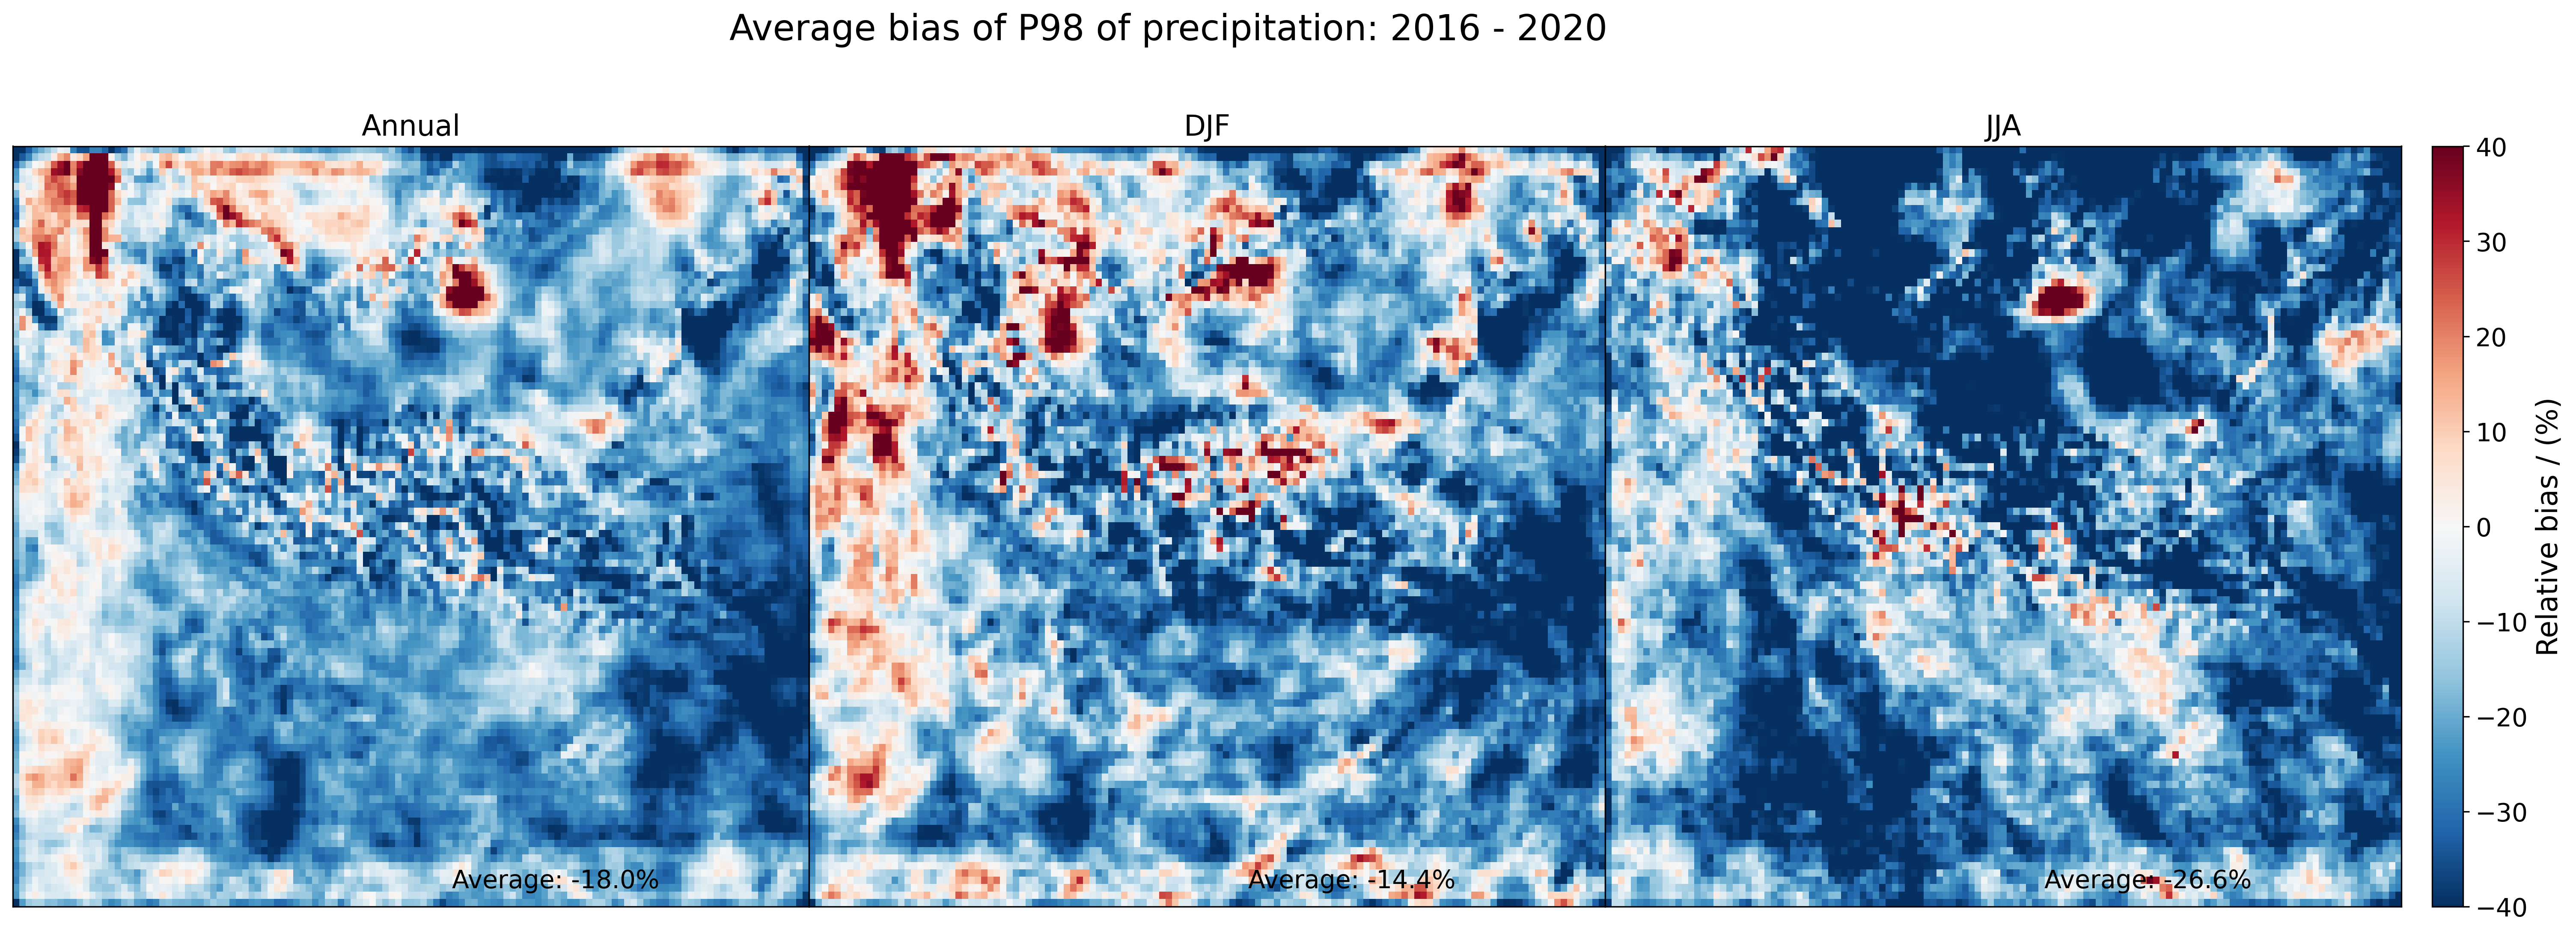 Average bias of P98 of precipitation: 2016 - 2020
Annual
DJF
JJA
Average: -18.0%
Average: -14.4%
Average: -26.6%
40
30
20
10
0
−10
−20
−30
−40
Relative bias / (%)